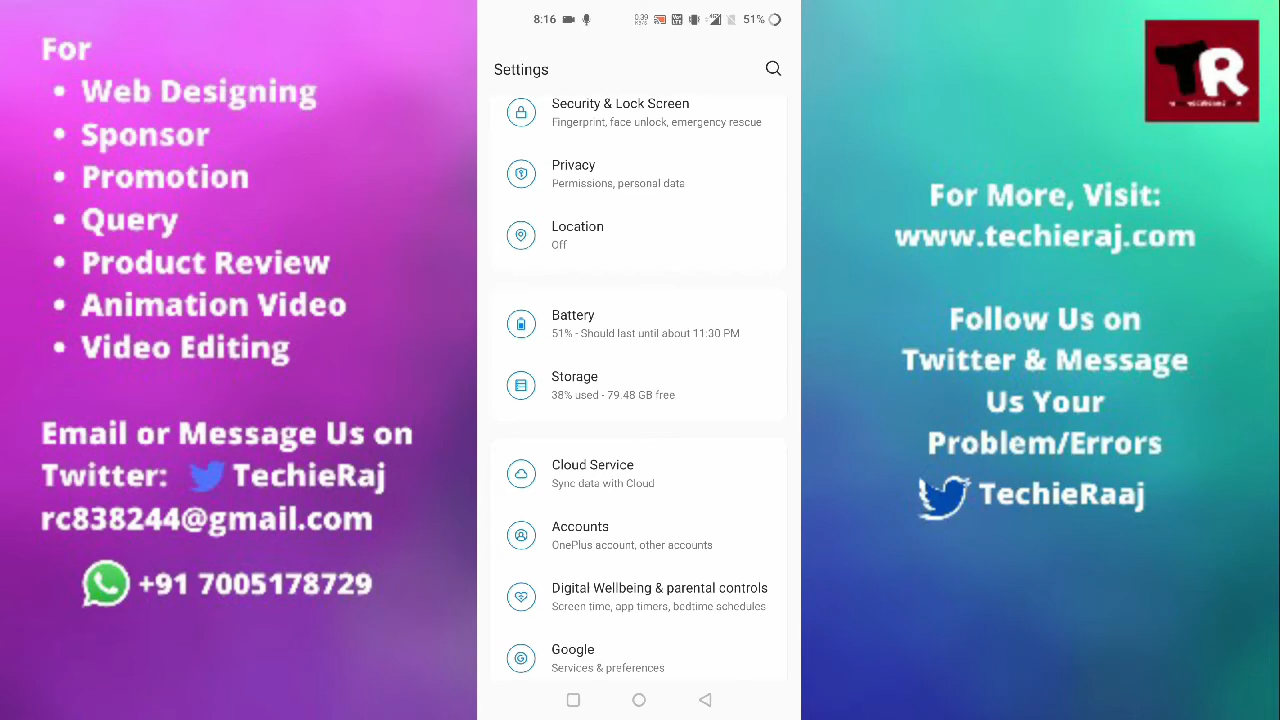 For
• Web Designing
• Sponsor
• Promotion
• Query
• Product Review
• Animation Video
• Video Editing
Email or Message Us on
Twitter: TechieRaj
rc838244@gmail.com
+91 7005178729
8:16
51%
Settings
Security & Lock Screen
Fingerprint, face unlock, emergency rescue
Privacy
Permissions, personal data
Location
Off
Battery
51% - Should last until about 11:30 PM
Storage
38% used - 79.48 GB free
Cloud Service
Sync data with Cloud
Accounts
OnePlus account, other accounts
Digital Wellbeing & parental controls
Screen time, app timers, bedtime schedules
Google
Services & preferences
TR
For More, Visit:
www.techieraj.com
Follow Us on
Twitter & Message
Us Your
Problem/Errors
TechieRaaj